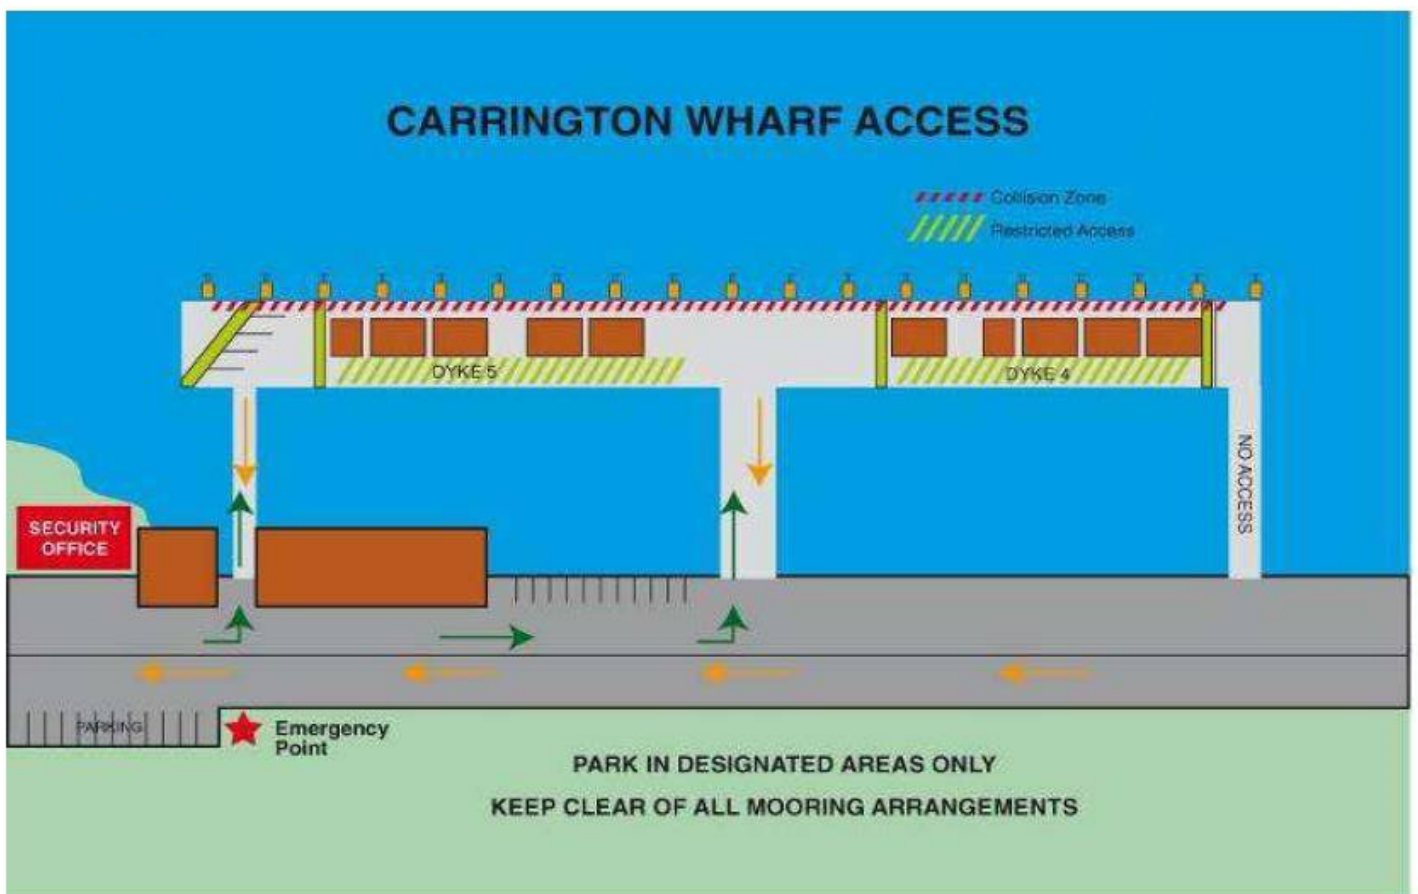 CARRINGTON WHARF ACCESS
Collision Zone
Restricted Access
DYKE 5
DYKE 4
NO ACCESS
SECURITY
OFFICE
PARKING
Emergency
Point
PARK IN DESIGNATED AREAS ONLY
KEEP CLEAR OF ALL MOORING ARRANGEMENTS